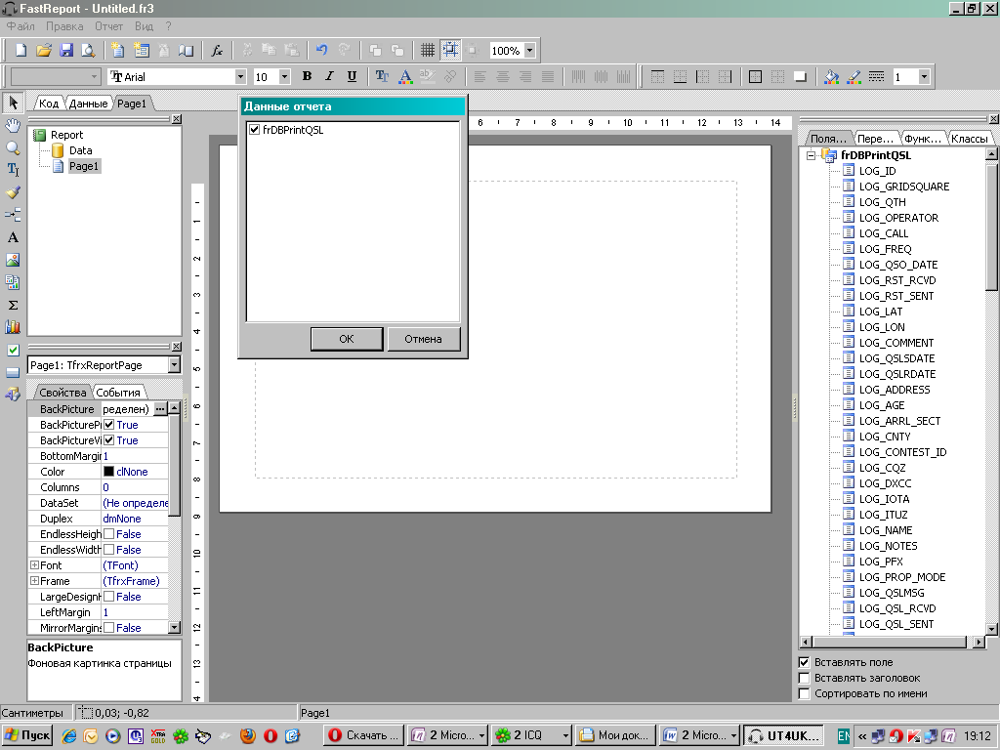 FastReport - Untitled.fr3
Файл Правка Отчет Вид ?
100%
Arial 10 B I U 1
Код Данные Page1
Report
Data
Page1
Page1: TfrxReportPage
Свойства События
BackPicture ределен) ...
BackPictureP True
BackPictureVi True
BottomMargin 1
Color clNone
Columns 0
DataSet (Не определе
Duplex dmNone
EndlessHeigh False
EndlessWidth False
Font (TFont)
Frame (TfrxFrame)
LargeDesignH False
LeftMargin 1
MirrorMargins False
BackPicture
Фоновая картинка страницы
Данные отчета
frDBPrintQSL
OK Отмена
6 7 8 9 10 11 12 13 14
1
2
3
4
5
6
7
8
9
10
11
12
13
4
Поля... Пере... Функ... Классы
frDBPrintQSL
LOG_ID
LOG_GRIDSQUARE
LOG_QTH
LOG_OPERATOR
LOG_CALL
LOG_FREQ
LOG_QSO_DATE
LOG_RST_RCVD
LOG_RST_SENT
LOG_LAT
LOG_LON
LOG_COMMENT
LOG_QSLSDATE
LOG_QSLRDATE
LOG_ADDRESS
LOG_AGE
LOG_ARRL_SECT
LOG_CNTY
LOG_CONTEST_ID
LOG_CQZ
LOG_DXCC
LOG_IOTA
LOG_ITUZ
LOG_NAME
LOG_NOTES
LOG_PFX
LOG_PROP_MODE
LOG_QSLMSG
LOG_QSL_RCVD
LOG_QSL_SENT
Вставлять поле
Вставлять заголовок
Сортировать по имени
Сантиметры 0,03; -0,82 Page1
Пуск Скачать ... 2 Micro... 2 ICQ Мои док... 2 Micro... UT4UK... EN « 19:12